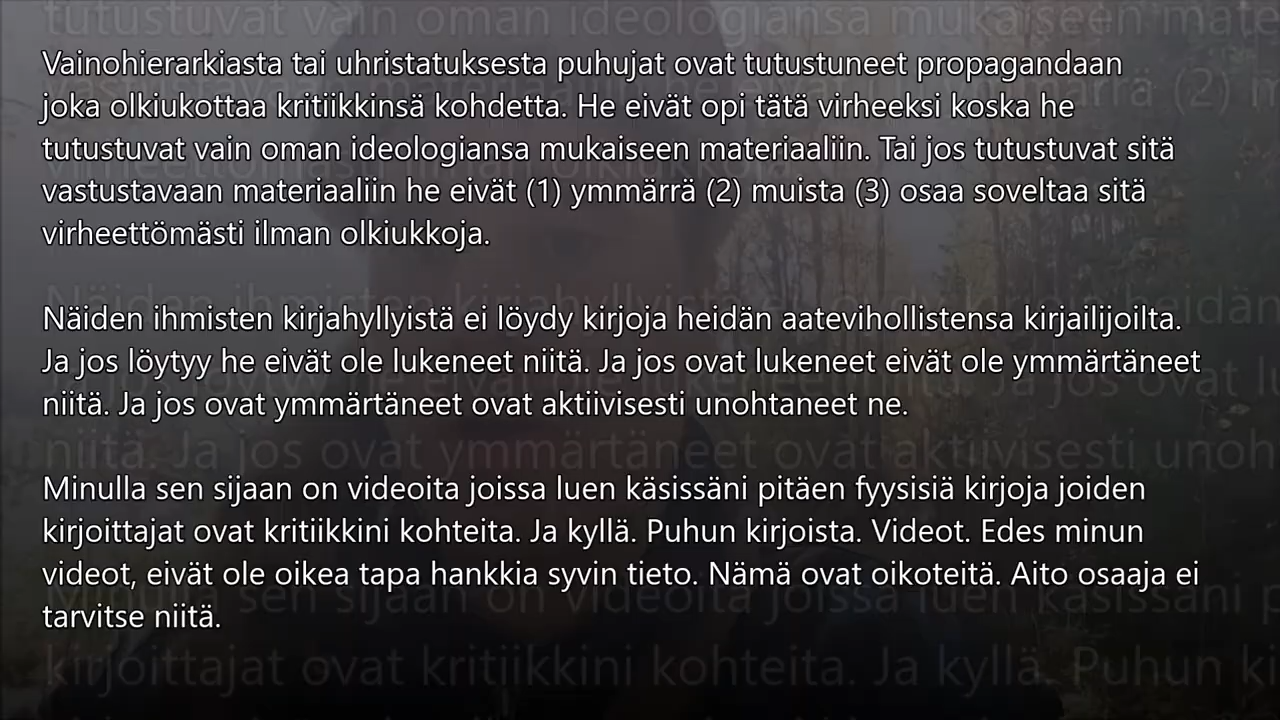 Vainohierarkiasta tai uhristatuksesta puhujat ovat tutustuneet propagandaan
joka olkiukottaa kritiikkinsä kohdetta. He eivät opi tätä virheeksi koska he
tutustuvat vain oman ideologiansa mukaiseen materiaaliin. Tai jos tutustuvat sitä
vastustavaan materiaaliin he eivät (1) ymmärrä (2) muista (3) osaa soveltaa sitä
virheettömästi ilman olkiukkoja.
Näiden ihmisten kirjahyllyistä ei löydy kirjoja heidän aatevihollistensa kirjailijoilta.
Ja jos löytyy he eivät ole lukeneet niitä. Ja jos ovat lukeneet eivät ole ymmärtäneet
niitä. Ja jos ovat ymmärtäneet ovat aktiivisesti unohtaneet ne.
Minulla sen sijaan on videoita joissa luen käsissäni pitäen fyysisiä kirjoja joiden
kirjoittajat ovat kritiikkini kohteita. Ja kyllä. Puhun kirjoista. Videot. Edes minun
videot, eivät ole oikea tapa hankkia syvin tieto. Nämä ovat oikoteitä. Aito osaaja ei
tarvitse niitä.